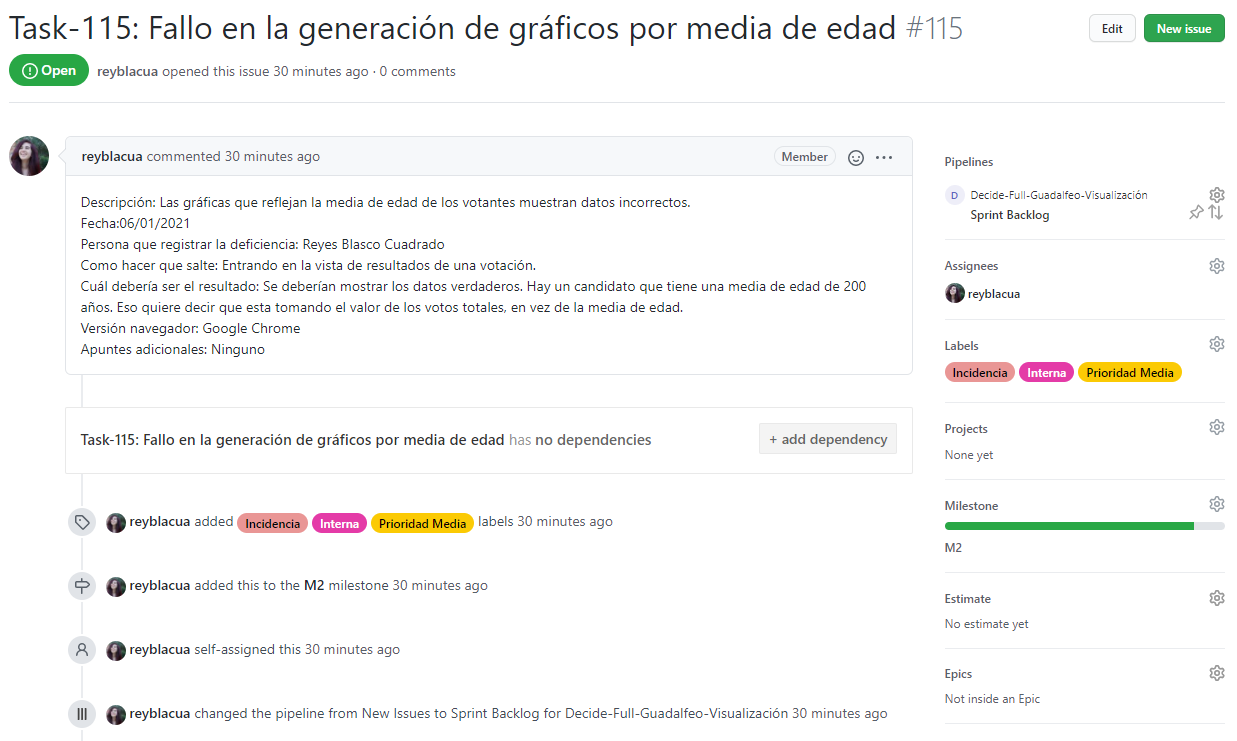 Task-115: Fallo en la generación de gráficos por media de edad #115
Edit
New issue
Open
reyblacua opened this issue 30 minutes ago · 0 comments
reyblacua commented 30 minutes ago
Member
Descripción: Las gráficas que reflejan la media de edad de los votantes muestran datos incorrectos.
Fecha:06/01/2021
Persona que registrar la deficiencia: Reyes Blasco Cuadrado
Como hacer que salte: Entrando en la vista de resultados de una votación.
Cuál debería ser el resultado: Se deberían mostrar los datos verdaderos. Hay un candidato que tiene una media de edad de 200
años. Eso quiere decir que esta tomando el valor de los votos totales, en vez de la media de edad.
Versión navegador: Google Chrome
Apuntes adicionales: Ninguno
Task-115: Fallo en la generación de gráficos por media de edad has no dependencies
+ add dependency
reyblacua added Incidencia Interna Prioridad Media labels 30 minutes ago
reyblacua added this to the M2 milestone 30 minutes ago
reyblacua self-assigned this 30 minutes ago
reyblacua changed the pipeline from New Issues to Sprint Backlog for Decide-Full-Guadalfeo-Visualización 30 minutes ago
Pipelines
D Decide-Full-Guadalfeo-Visualización
Sprint Backlog
Assignees
reyblacua
Labels
Incidencia Interna Prioridad Media
Projects
None yet
Milestone
M2
Estimate
No estimate yet
Epics
Not inside an Epic